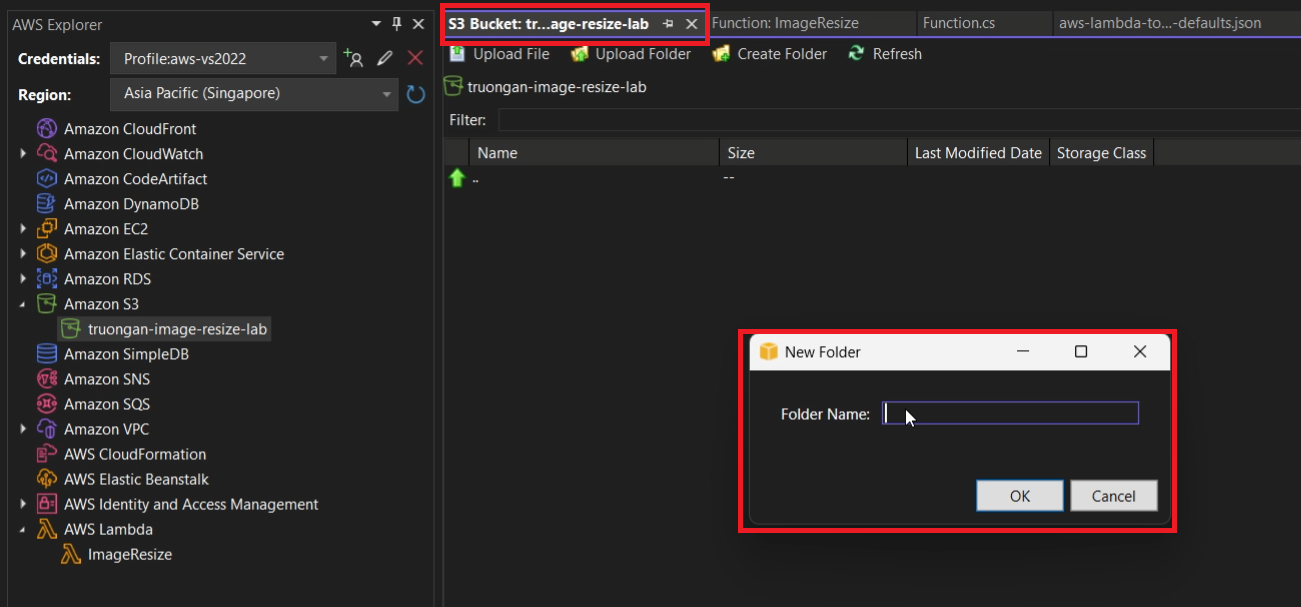 AWS Explorer
Credentials: Profile:aws-vs2022
Region: Asia Pacific (Singapore)
Amazon CloudFront
Amazon CloudWatch
Amazon CodeArtifact
Amazon DynamoDB
Amazon EC2
Amazon Elastic Container Service
Amazon RDS
Amazon S3
truongan-image-resize-lab
Amazon SimpleDB
Amazon SNS
Amazon SQS
Amazon VPC
AWS CloudFormation
AWS Elastic Beanstalk
AWS Identity and Access Management
AWS Lambda
ImageResize
S3 Bucket: tr...age-resize-lab Function: ImageResize Function.cs aws-lambda-to...-defaults.json
Upload File Upload Folder Create Folder Refresh
truongan-image-resize-lab
Filter:
Name Size Last Modified Date Storage Class
.. --
New Folder
Folder Name:
OK Cancel